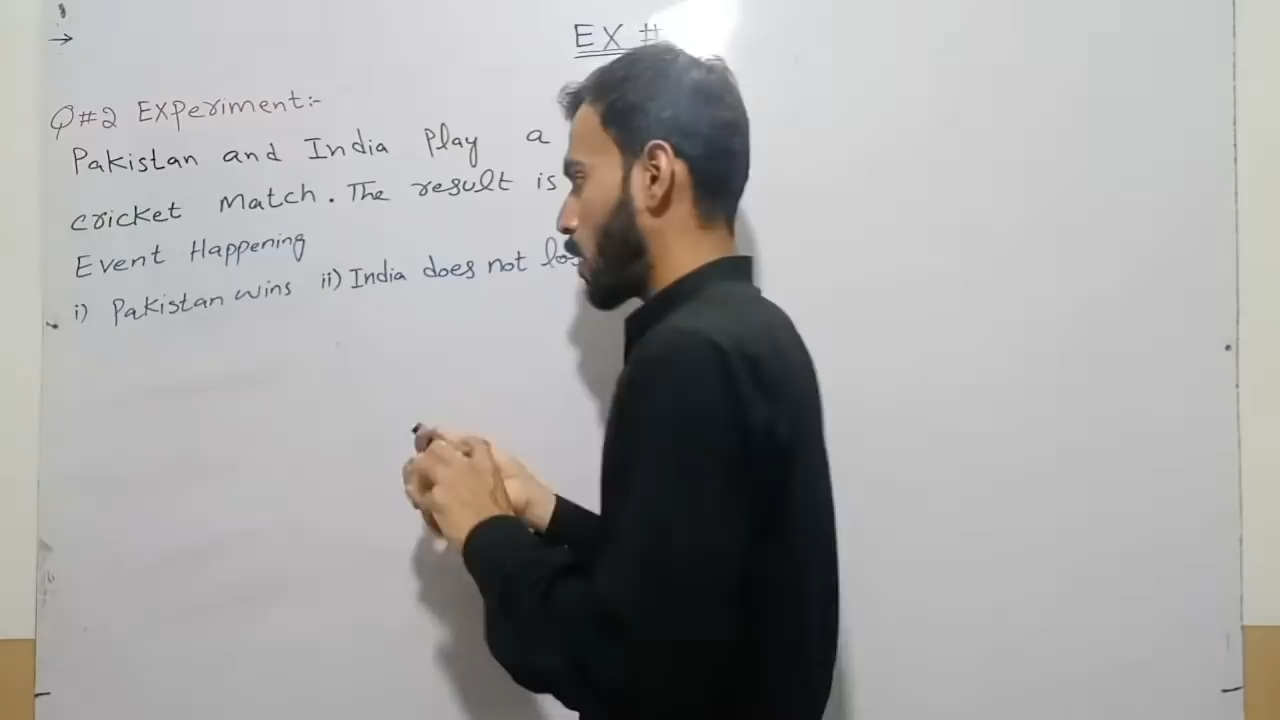 EX #
Q#2 Experiment:-
Pakistan and India Play a
cricket Match. The result is
Event Happening
i) Pakistan wins ii) India does not